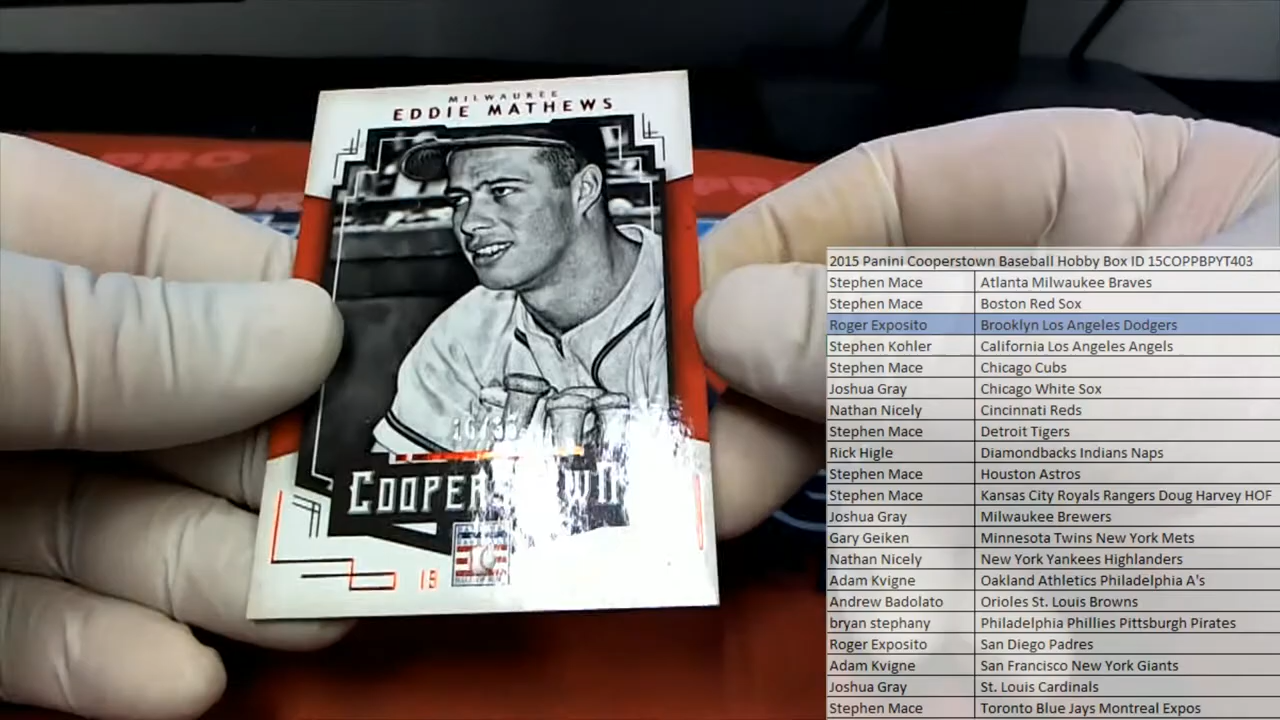 PRO
MILWAUREE
EDDIE MATHEWS
19
2015 Panini Cooperstown Baseball Hobby Box ID 15COPPBPYT403
Stephen Mace Atlanta Milwaukee Braves
Stephen Mace Boston Red Sox
Roger Exposito Brooklyn Los Angeles Dodgers
Stephen Kohler California Los Angeles Angels
Stephen Mace Chicago Cubs
Joshua Gray Chicago White Sox
Nathan Nicely Cincinnati Reds
Stephen Mace Detroit Tigers
Rick Higle Diamondbacks Indians Naps
Stephen Mace Houston Astros
Stephen Mace Kansas City Royals Rangers Doug Harvey HOF
Joshua Gray Milwaukee Brewers
Gary Geiken Minnesota Twins New York Mets
Nathan Nicely New York Yankees Highlanders
Adam Kvigne Oakland Athletics Philadelphia A's
Andrew Badolato Orioles St. Louis Browns
bryan stephany Philadelphia Phillies Pittsburgh Pirates
Roger Exposito San Diego Padres
Adam Kvigne San Francisco New York Giants
Joshua Gray St. Louis Cardinals
Stephen Mace Toronto Blue Jays Montreal Expos